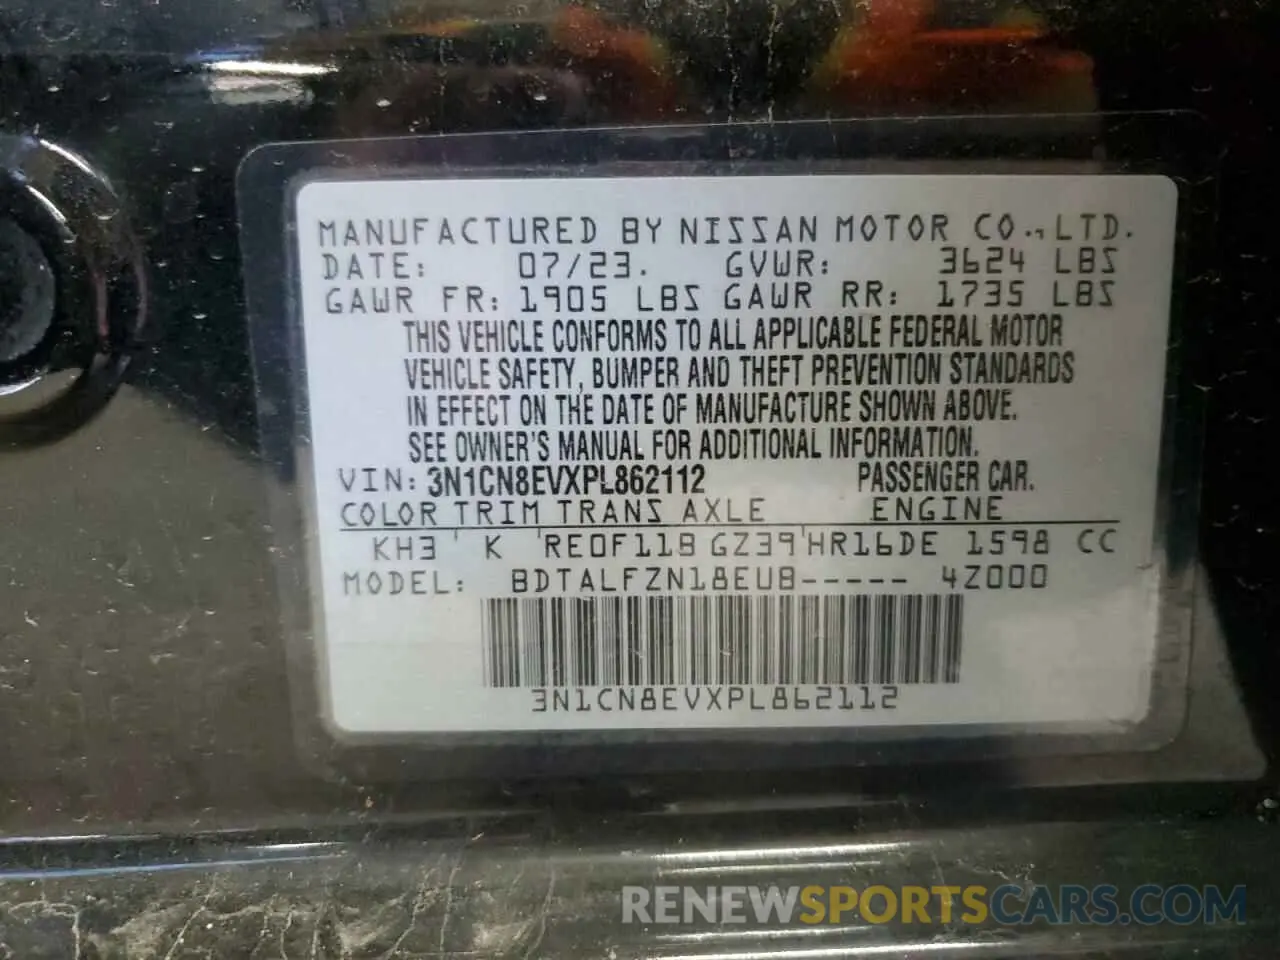 MANUFACTURED BY NISSAN MOTOR CO., LTD.
DATE: 07/23. GVWR: 3624 LBS
GAWR FR: 1905 LBS GAWR RR: 1735 LBS
THIS VEHICLE CONFORMS TO ALL APPLICABLE FEDERAL MOTOR
VEHICLE SAFETY, BUMPER AND THEFT PREVENTION STANDARDS
IN EFFECT ON THE DATE OF MANUFACTURE SHOWN ABOVE.
SEE OWNER'S MANUAL FOR ADDITIONAL INFORMATION.
VIN: 3N1CN8EVXPL862112 PASSENGER CAR.
COLOR TRIM TRANS AXLE ENGINE
KH3 ' K ' RE0F11B GZ39 ' HR16DE 1598 CC
MODEL: BDTALFZN18EUB----- 4Z000
3N1CN8EVXPL862112
RENEWSPORTSCARS.COM